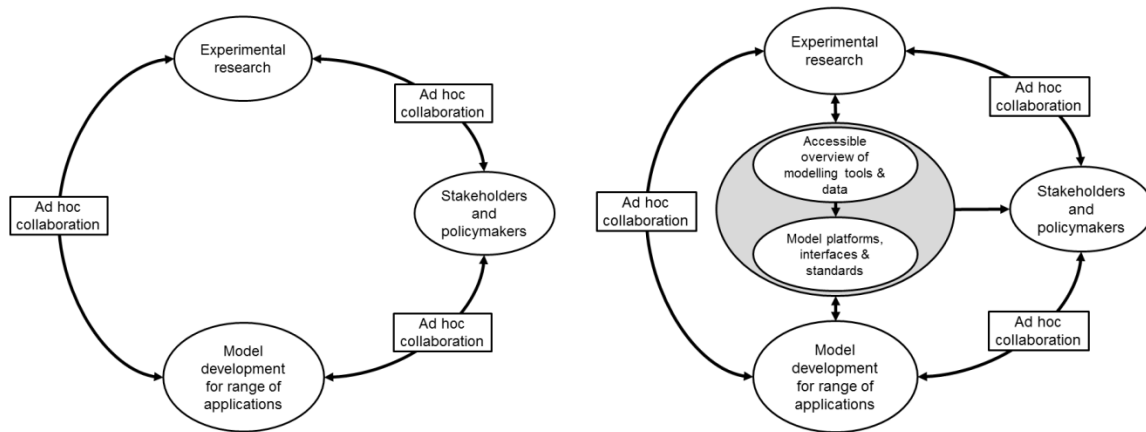 Experimental
research
Ad hoc
collaboration
Ad hoc
collaboration
Stakeholders
and
policymakers
Ad hoc
collaboration
Model
development
for range of
applications
Experimental
research
Ad hoc
collaboration
Accessible
overview of
modelling tools &
data
Ad hoc
collaboration
Stakeholders
and
policymakers
Model platforms,
interfaces &
standards
Ad hoc
collaboration
Model
development
for range of
applications